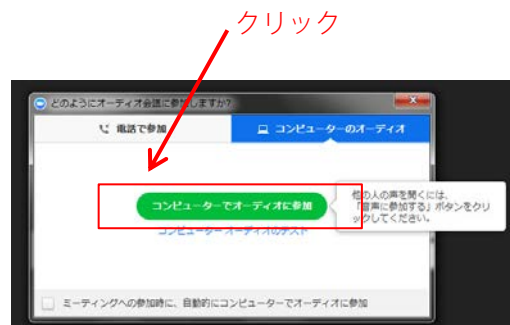 クリック
どのようにオーディオ会議に参加しますか?
電話で参加
コンピューターのオーディオ
コンピューターでオーディオに参加
他の人の声を聞くには、
「音声に参加する」ボタンをクリ
ックしてください。
コンピューター オーディオのテスト
ミーティングへの参加時に、自動的にコンピューターでオーディオに参加